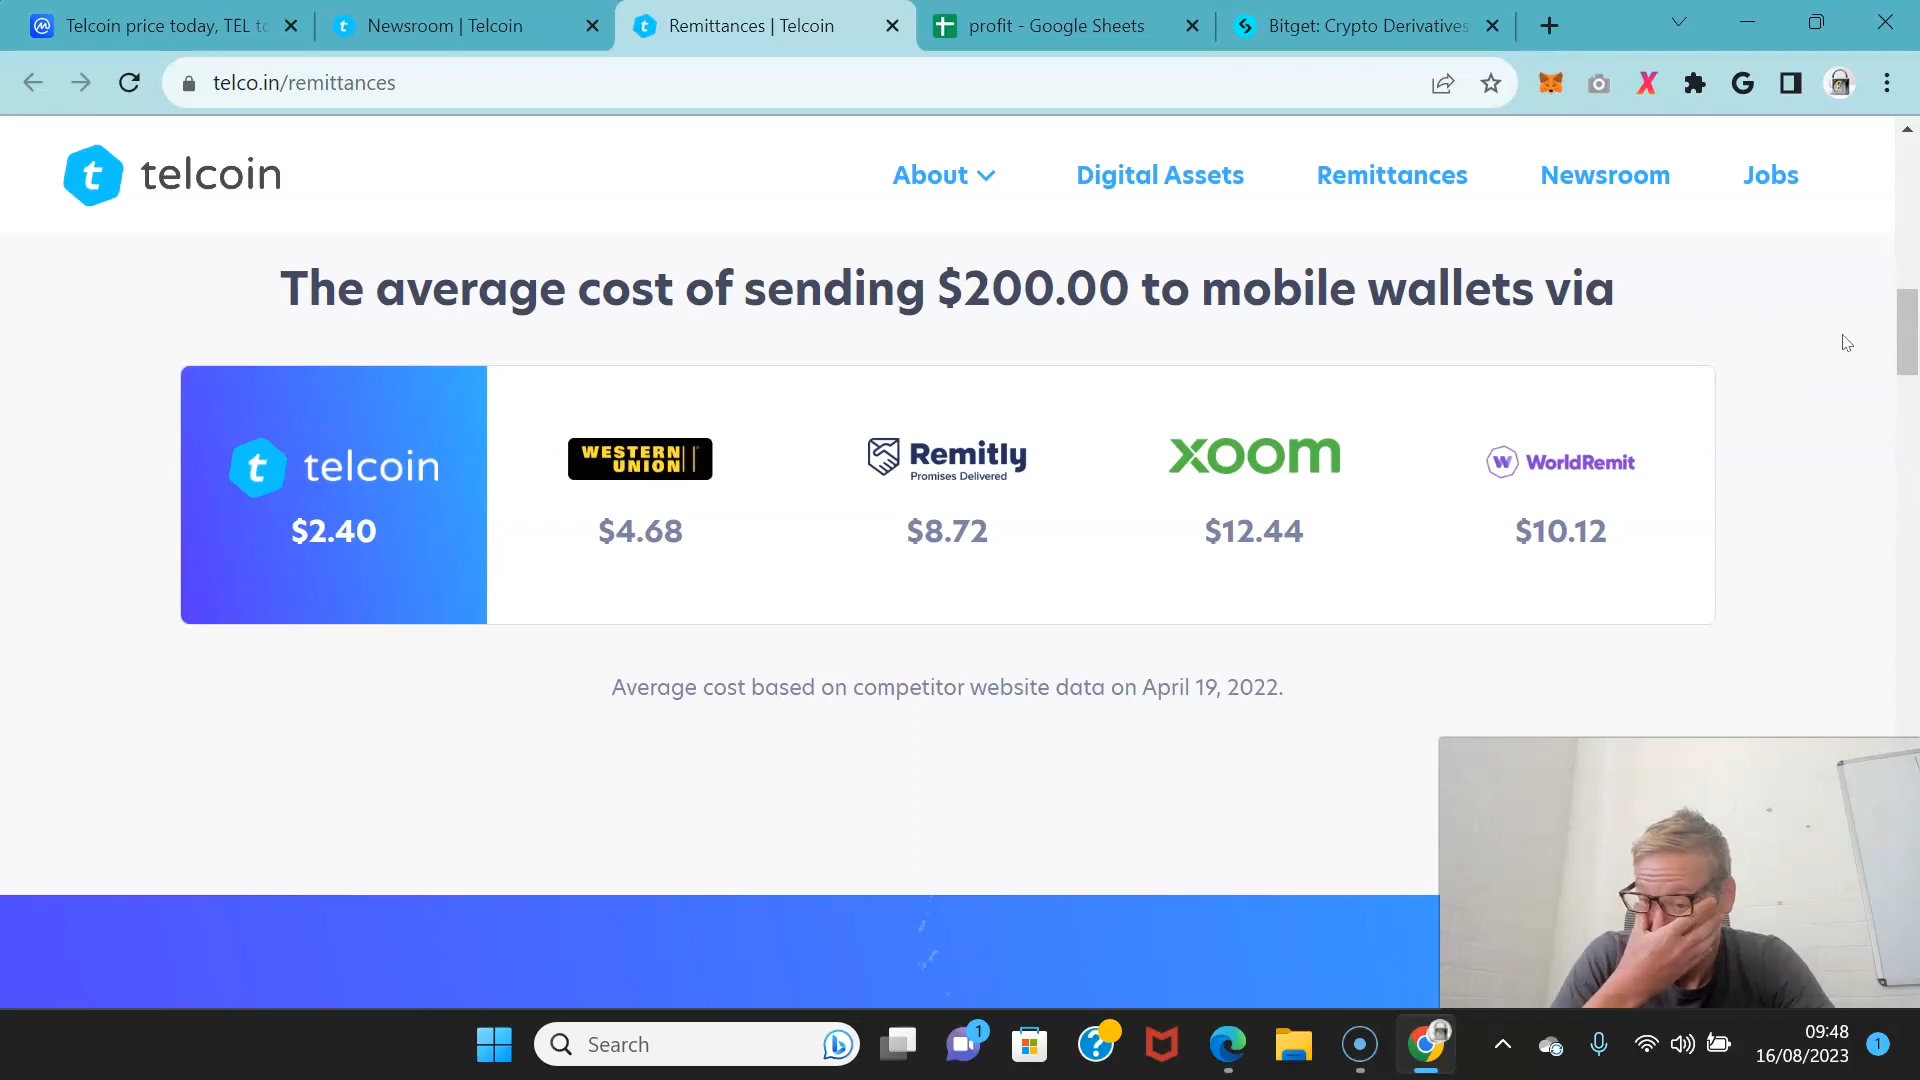 Telcoin price today, TEL to
Newsroom | Telcoin
Remittances | Telcoin
profit - Google Sheets
Bitget: Crypto Derivatives
telco.in/remittances
telcoin
About
Digital Assets
Remittances
Newsroom
Jobs
The average cost of sending $200.00 to mobile wallets via
telcoin
WESTERN UNION
Remitly
Promises Delivered
xoom
WorldRemit
$2.40
$4.68
$8.72
$12.44
$10.12
Average cost based on competitor website data on April 19, 2022.
Search
1
09:48
16/08/2023
1